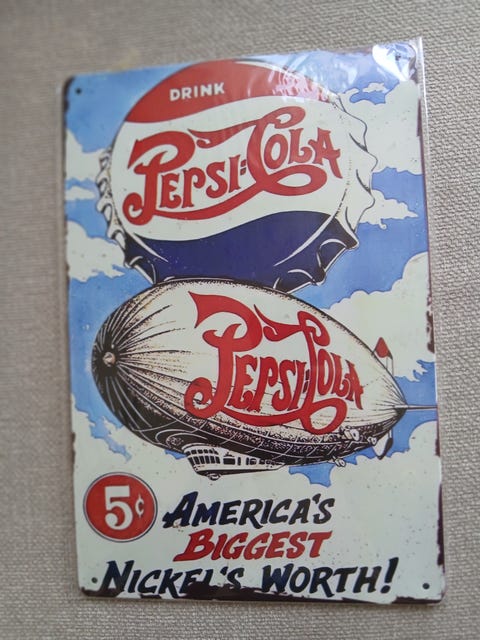 DRINK
PEPSI:COLA
PEPSI:COLA
5¢
AMERICA'S
BIGGEST
NICKEL'S WORTH!